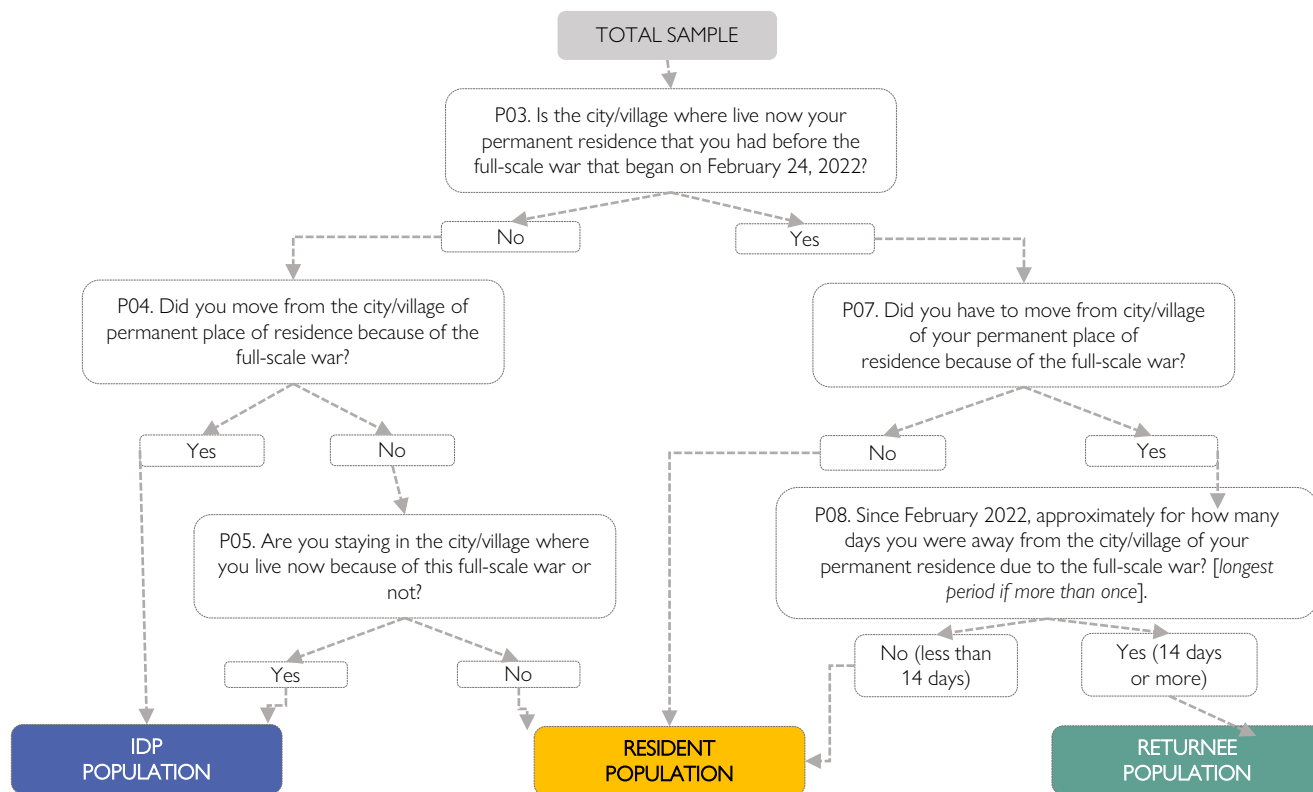 TOTAL SAMPLE
P03. Is the city/village where live now your
permanent residence that you had before the
full-scale war that began on February 24, 2022?
No
Yes
P04. Did you move from the city/village of
permanent place of residence because of the
full-scale war?
P07. Did you have to move from city/village
of your permanent place of
residence because of the full-scale war?
Yes
No
No
Yes
P05. Are you staying in the city/village where
you live now because of this full-scale war or
not?
P08. Since February 2022, approximately for how many
days you were away from the city/village of your
permanent residence due to the full-scale war? [longest
period if more than once].
Yes
No
No (less than
14 days)
Yes (14 days
or more)
IDP
POPULATION
RESIDENT
POPULATION
RETURNEE
POPULATION